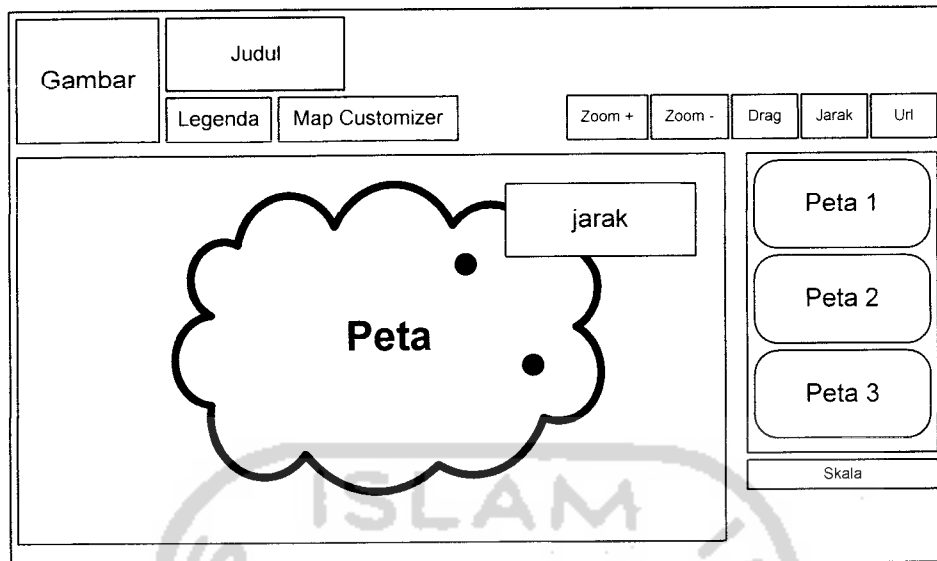 Gambar
Judul
Legenda
Map Customizer
Zoom +
Zoom -
Drag
Jarak
Url
jarak
Peta
Peta 1
Peta 2
Peta 3
Skala
ISLAM